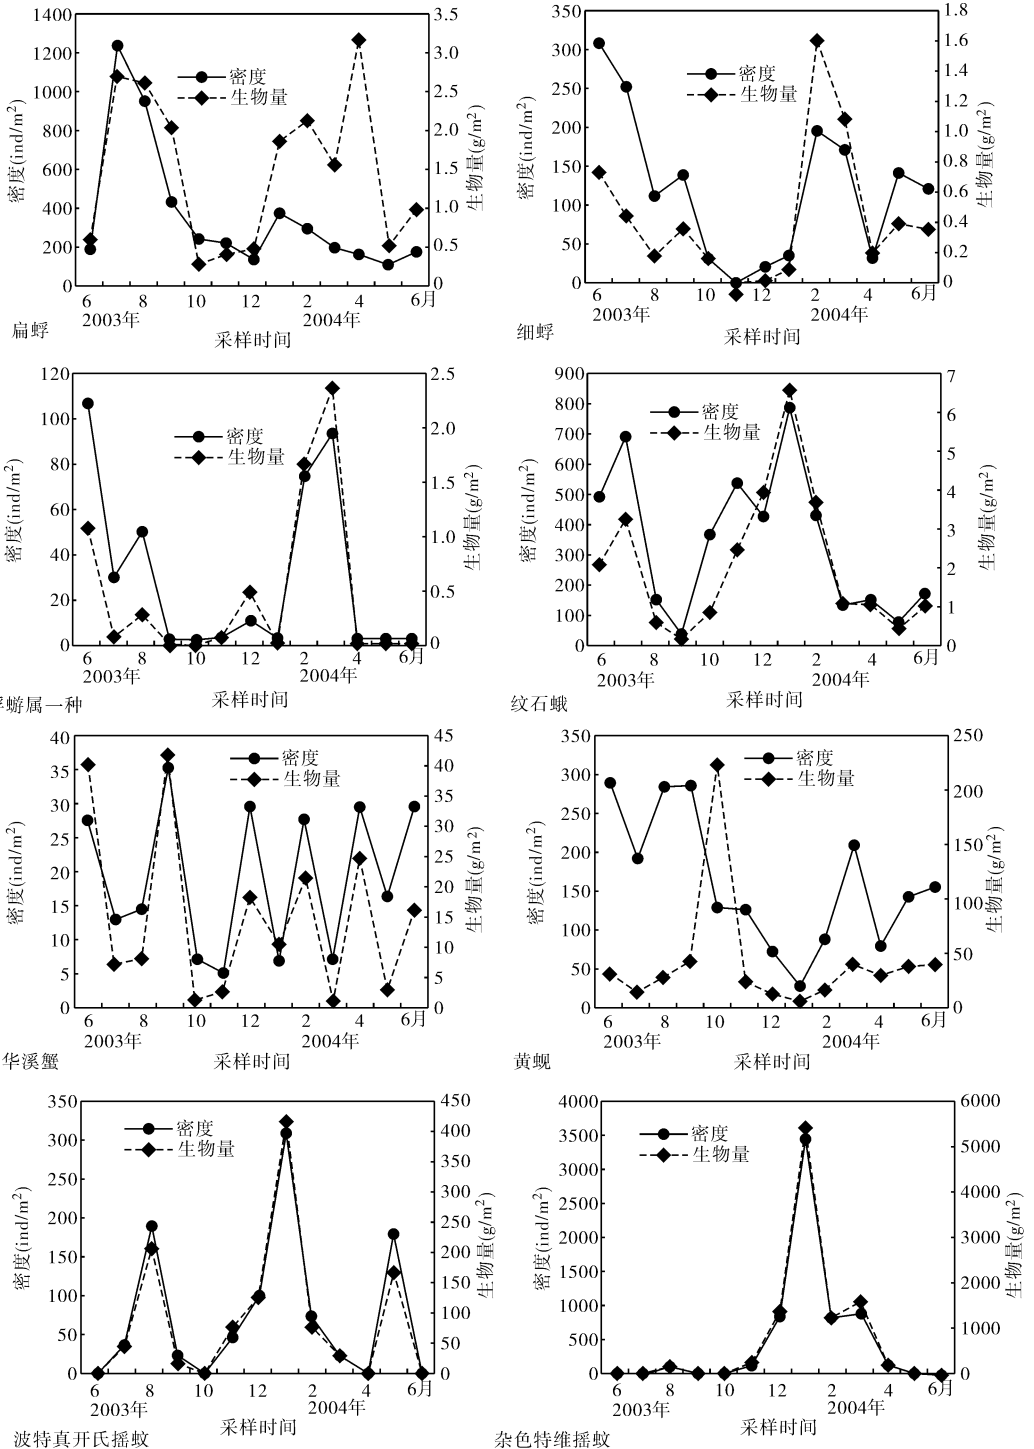 1400
1200
1000
800
600
400
200
0
密度(ind/m²)
3.5
3.0
2.5
2.0
1.5
1.0
0.5
0
生物量(g/m²)
密度
生物量
6 8 10 12 2 4 6月
2003年 2004年
扁蜉 采样时间
350
300
250
200
150
100
50
0
密度(ind/m²)
1.8
1.6
1.4
1.2
1.0
0.8
0.6
0.4
0.2
0
生物量(g/m²)
密度
生物量
6 8 10 12 2 4 6月
2003年 2004年
细蜉 采样时间
120
100
80
60
40
20
0
密度(ind/m²)
2.5
2.0
1.5
1.0
0.5
0
生物量(g/m²)
密度
生物量
6 8 10 12 2 4 6月
2003年 2004年
蜉蝣属一种 采样时间
900
800
700
600
500
400
300
200
100
0
密度(ind/m²)
7
6
5
4
3
2
1
0
生物量(g/m²)
密度
生物量
6 8 10 12 2 4 6月
2003年 2004年
纹石蛾 采样时间
40
35
30
25
20
15
10
5
0
密度(ind/m²)
45
40
35
30
25
20
15
10
5
0
生物量(g/m²)
密度
生物量
6 8 10 12 2 4 6月
2003年 2004年
华溪蟹 采样时间
350
300
250
200
150
100
50
0
密度(ind/m²)
250
200
150
100
50
0
生物量(g/m²)
密度
生物量
6 8 10 12 2 4 6月
2003年 2004年
黄蚬 采样时间
350
300
250
200
150
100
50
0
密度(ind/m²)
450
400
350
300
250
200
150
100
50
0
生物量(g/m²)
密度
生物量
6 8 10 12 2 4 6月
2003年 2004年
波特真开氏摇蚊 采样时间
4000
3500
3000
2500
2000
1500
1000
500
0
密度(ind/m²)
6000
5000
4000
3000
2000
1000
0
生物量(g/m²)
密度
生物量
6 8 10 12 2 4 6月
2003年 2004年
杂色特维摇蚊 采样时间